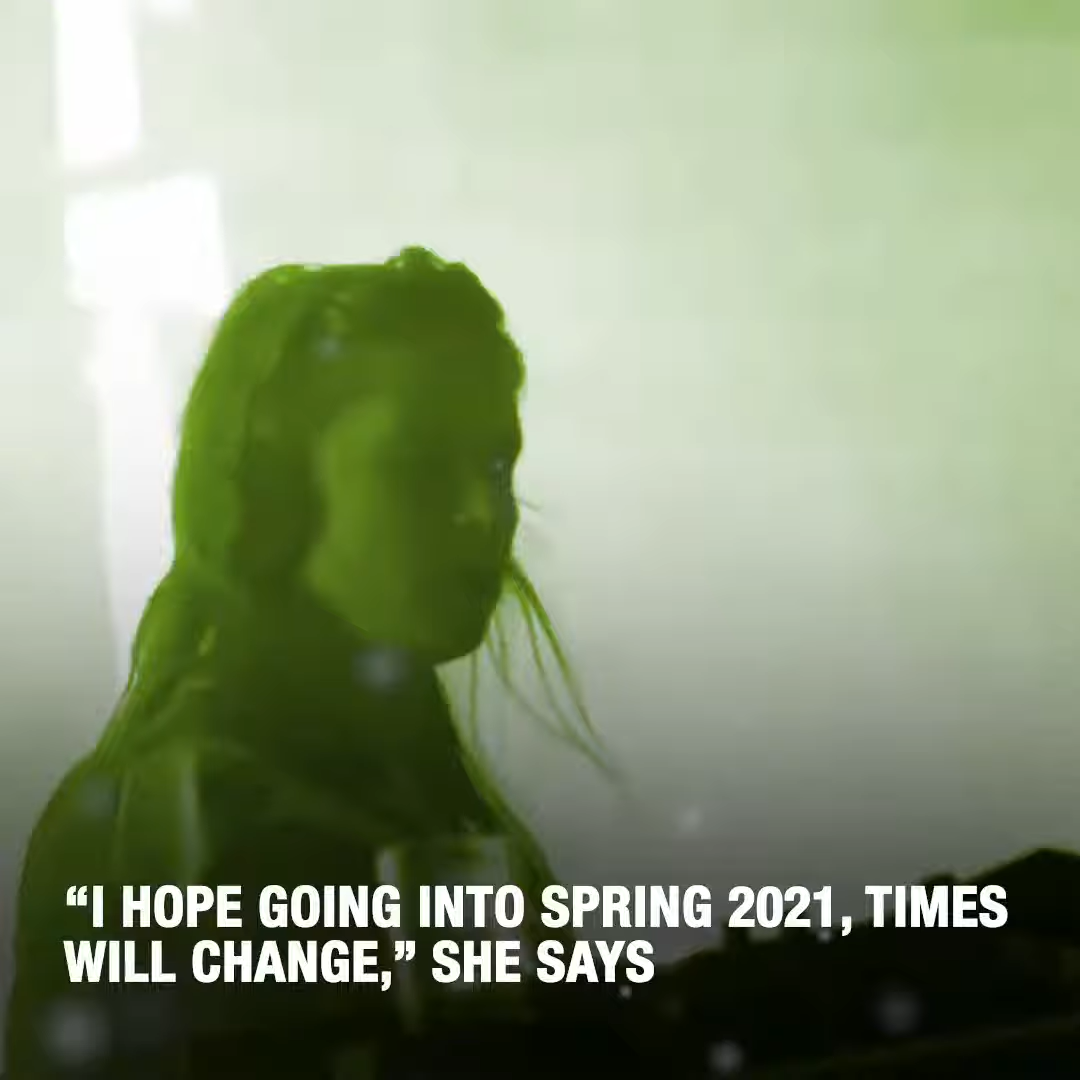 “I HOPE GOING INTO SPRING 2021, TIMES
WILL CHANGE,” SHE SAYS